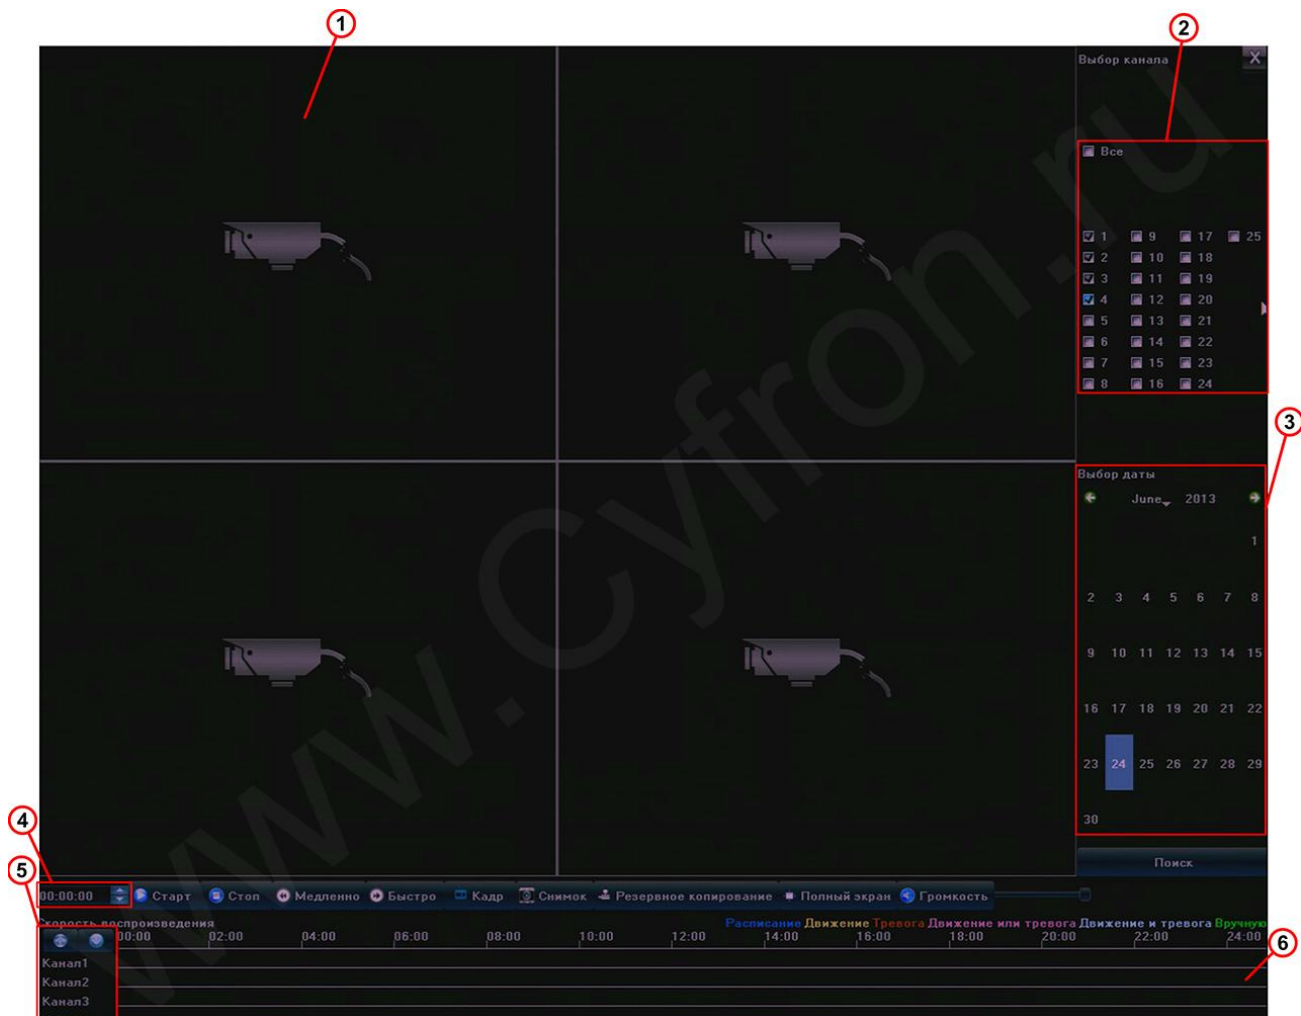 1
2
Выбор канала X
Все
1 9 17 25
2 10 18
3 11 19
4 12 20
5 13 21
6 14 22
7 15 23
8 16 24
3
Выбор даты
June 2013
1
2 3 4 5 6 7 8
9 10 11 12 13 14 15
16 17 18 19 20 21 22
23 24 25 26 27 28 29
30
Поиск
www.Cyfron.ru
4
5
00:00:00 Старт Стоп Медленно Быстро Кадр Снимок Резервное копирование Полный экран Громкость
Скорость воспроизведения
Расписание Движение Тревога Движение или тревога Движение и тревога Вручную
00:00 02:00 04:00 06:00 08:00 10:00 12:00 14:00 16:00 18:00 20:00 22:00 24:00
6
Канал1
Канал2
Канал3